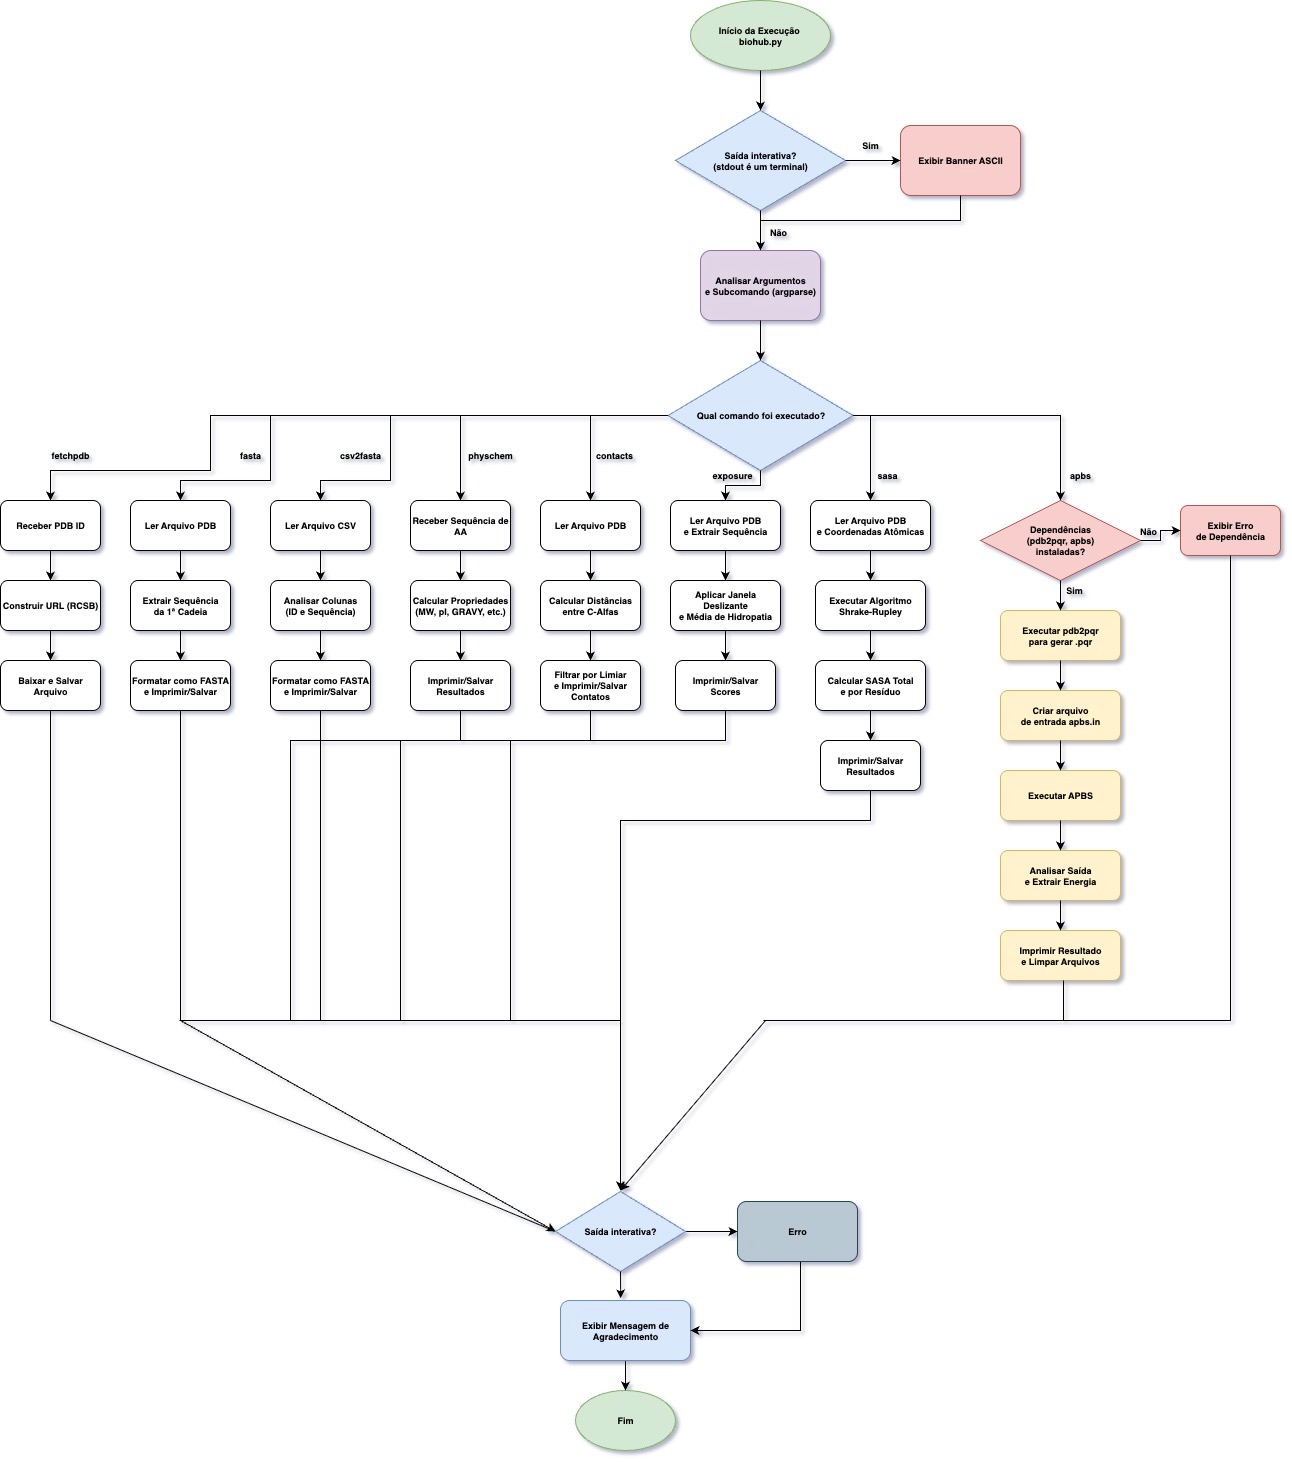 Início da Execução
biohub.py
Saída interativa?
(stdout é um terminal)
Sim
Exibir Banner ASCII
Não
Analisar Argumentos
e Subcomando (argparse)
Qual comando foi executado?
fetchpdb
fasta
csv2fasta
physchem
contacts
exposure
sasa
apbs
Receber PDB ID
Ler Arquivo PDB
Ler Arquivo CSV
Receber Sequência de
AA
Ler Arquivo PDB
Ler Arquivo PDB
e Extrair Sequência
Ler Arquivo PDB
e Coordenadas Atômicas
Dependências
(pdb2pqr, apbs)
instaladas?
Não
Exibir Erro
de Dependência
Sim
Construir URL (RCSB)
Extrair Sequência
da 1ª Cadeia
Analisar Colunas
(ID e Sequência)
Calcular Propriedades
(MW, pI, GRAVY, etc.)
Calcular Distâncias
entre C-Alfas
Aplicar Janela
Deslizante
e Média de Hidropatia
Executar Algoritmo
Shrake-Rupley
Executar pdb2pqr
para gerar .pqr
Baixar e Salvar
Arquivo
Formatar como FASTA
e Imprimir/Salvar
Formatar como FASTA
e Imprimir/Salvar
Imprimir/Salvar
Resultados
Filtrar por Limiar
e Imprimir/Salvar
Contatos
Imprimir/Salvar
Scores
Calcular SASA Total
e por Resíduo
Criar arquivo
de entrada apbs.in
Imprimir/Salvar
Resultados
Executar APBS
Analisar Saída
e Extrair Energia
Imprimir Resultado
e Limpar Arquivos
Saída interativa?
Erro
Exibir Mensagem de
Agradecimento
Fim